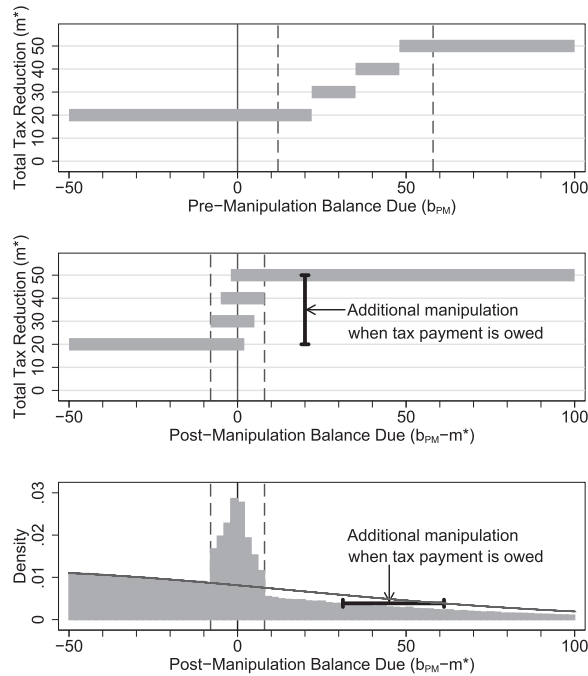 Total Tax Reduction (m*)
0 10 20 30 40 50
−50 0 50 100
Pre−Manipulation Balance Due (bPM)
Total Tax Reduction (m*)
0 10 20 30 40 50
Additional manipulation
when tax payment is owed
−50 0 50 100
Post−Manipulation Balance Due (bPM−m*)
Density
0 .01 .02 .03
Additional manipulation
when tax payment is owed
−50 0 50 100
Post−Manipulation Balance Due (bPM−m*)